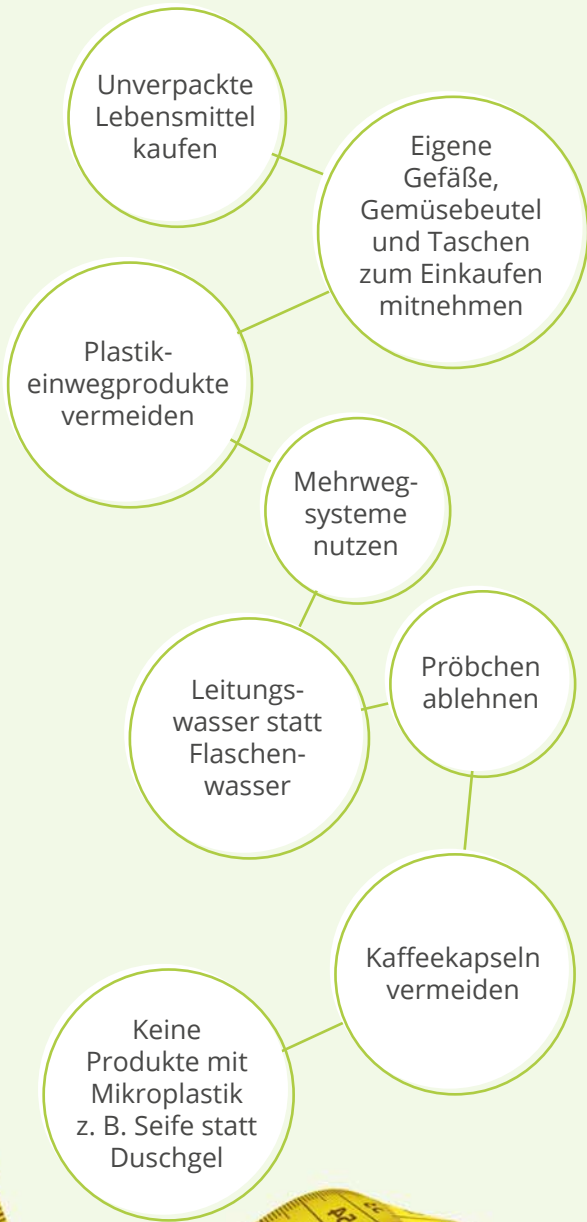 Unverpackte
Lebensmittel
kaufen
Eigene
Gefäße,
Gemüsebeutel
und Taschen
zum Einkaufen
mitnehmen
Plastik-
einwegprodukte
vermeiden
Mehrweg-
systeme
nutzen
Leitungs-
wasser statt
Flaschen-
wasser
Pröbchen
ablehnen
Kaffeekapseln
vermeiden
Keine
Produkte mit
Mikroplastik
z. B. Seife statt
Duschgel